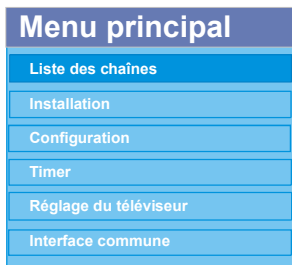 Menu principal
Liste des chaînes
Installation
Configuration
Timer
Réglage du téléviseur
Interface commune